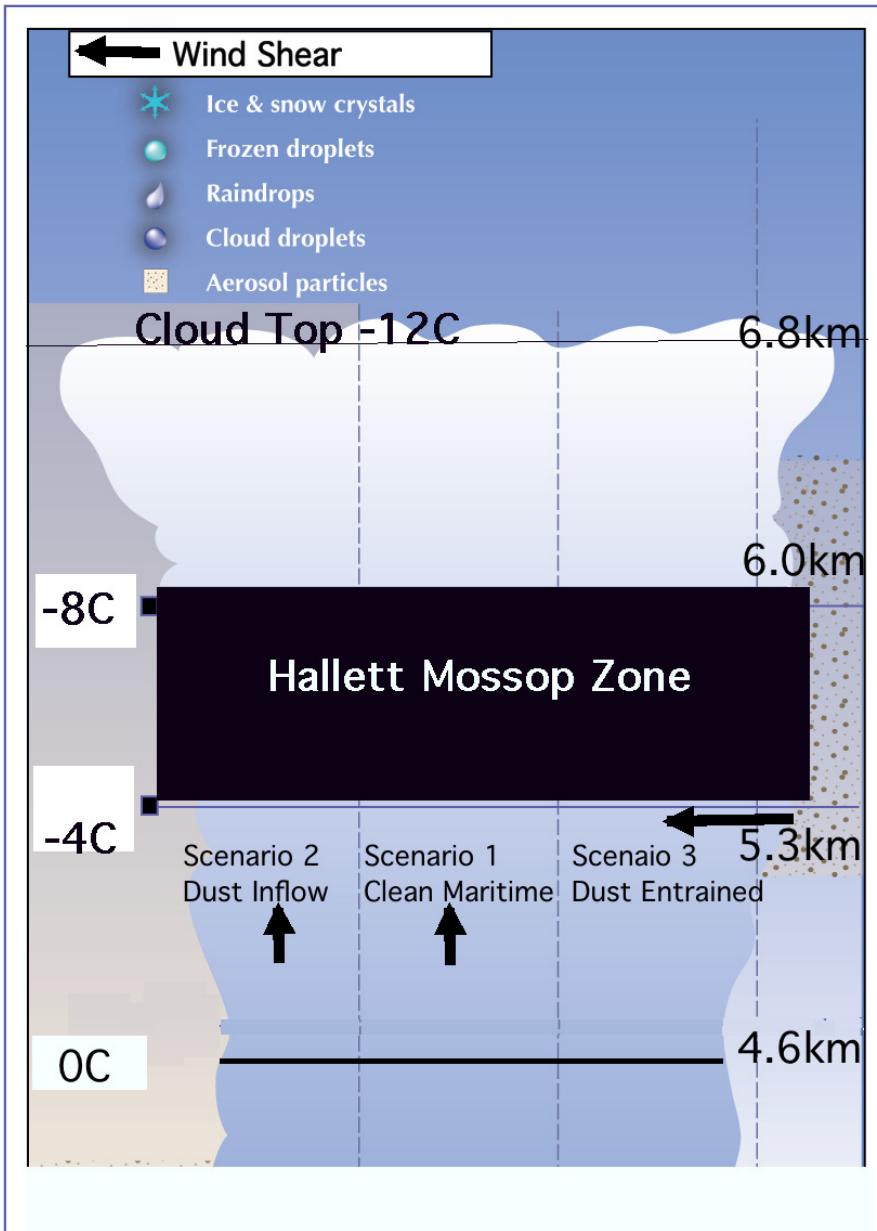 Wind Shear
Ice & snow crystals
Frozen droplets
Raindrops
Cloud droplets
Aerosol particles
Cloud Top -12C
6.8km
6.0km
-8C
Hallett Mossop Zone
-4C
5.3km
Scenario 2
Dust Inflow
Scenario 1
Clean Maritime
Scenaio 3
Dust Entrained
0C
4.6km